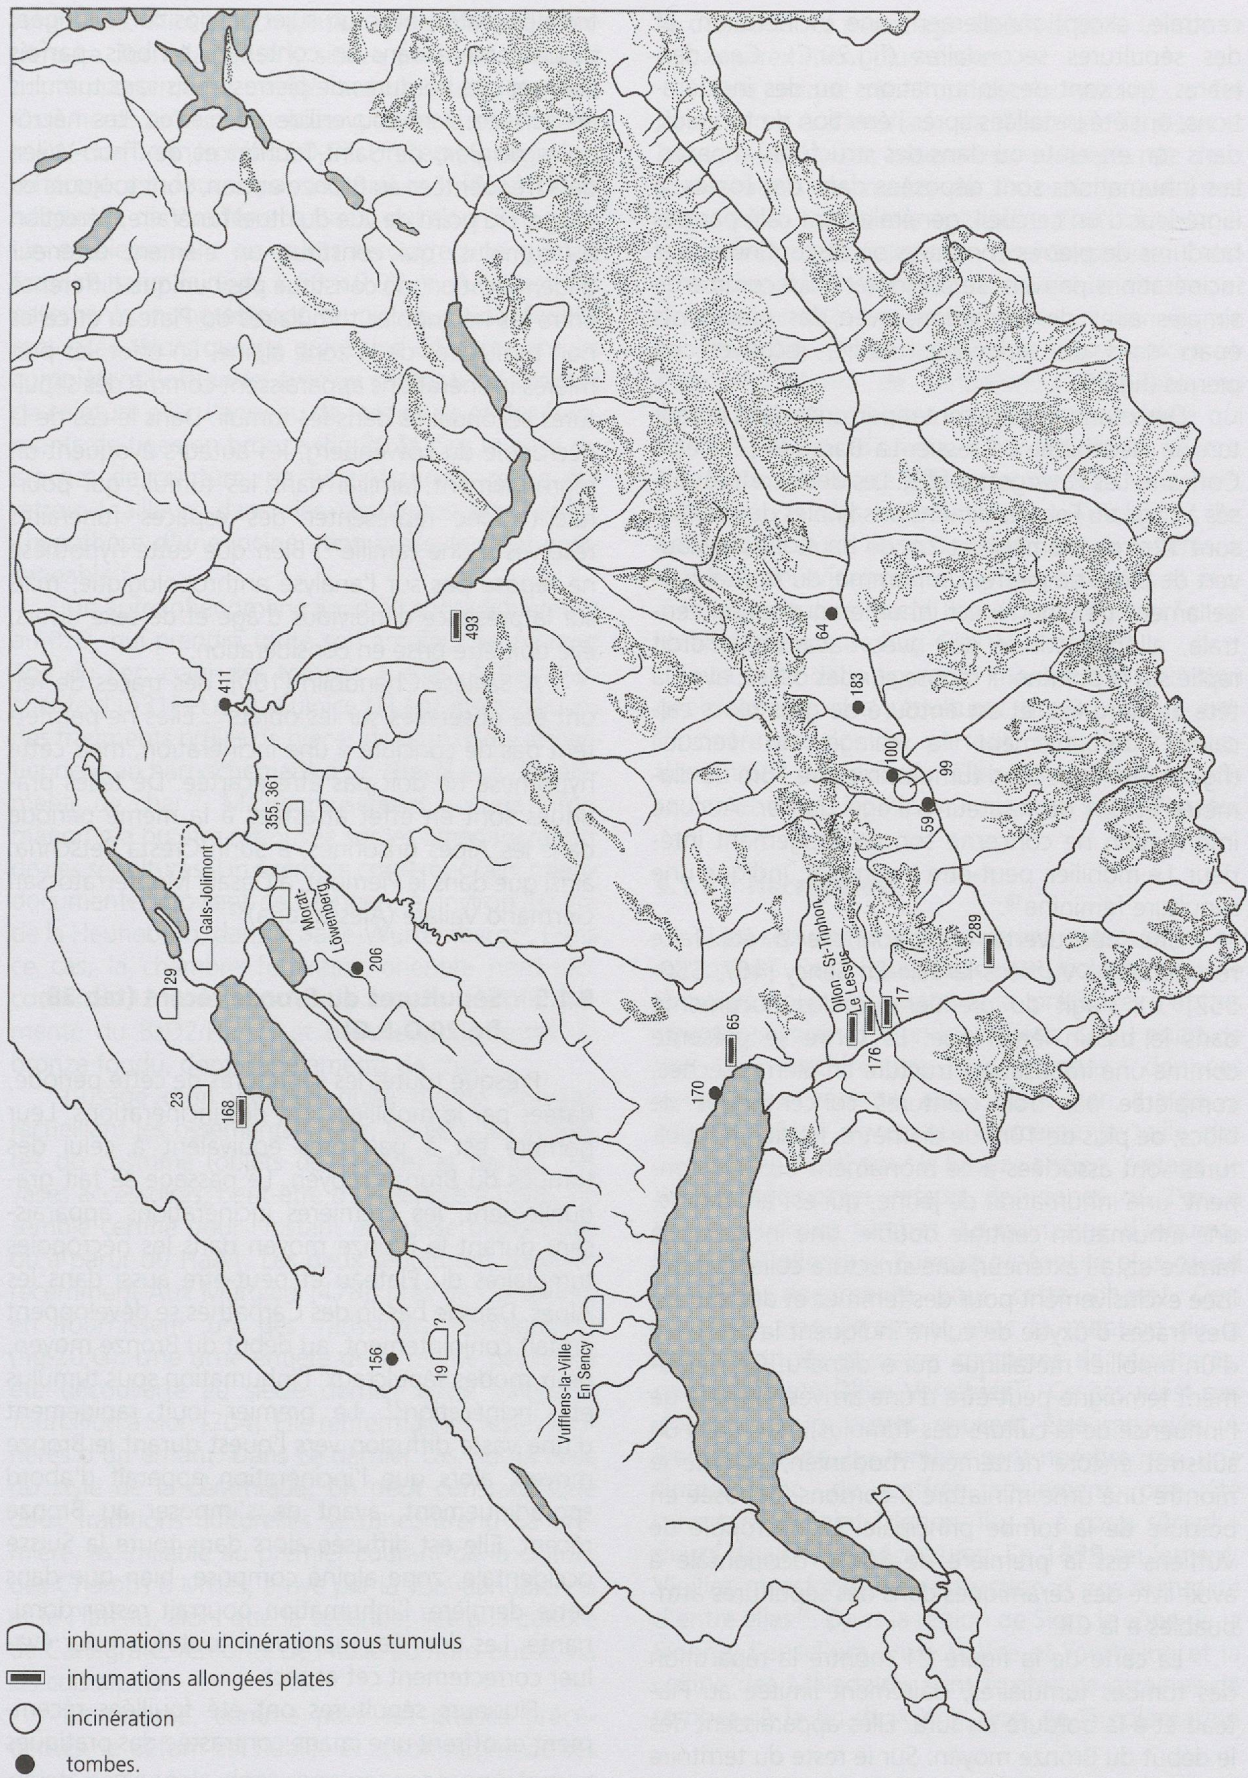 411
493
355, 361
64
183
100
99
59
Gals-Jolimont
29
Morat-
Löwenberg
206
23
168
Ollon - St-Triphon
Le Lessus
17
176
289
65
170
156
19
?
Vufflens-la-Ville
En Sency
inhumations ou incinérations sous tumulus
inhumations allongées plates
incinération
tombes.